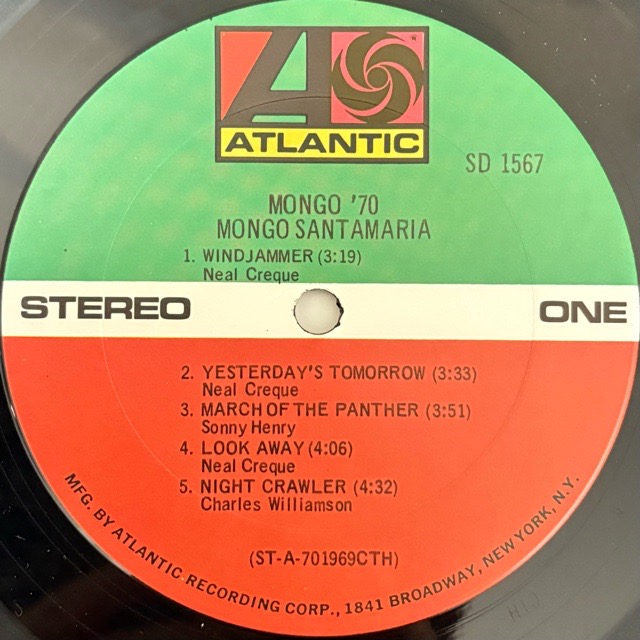 ATLANTIC
SD 1567
MONGO '70
MONGO SANTAMARIA
1. WINDJAMMER (3:19)
Neal Creque
STEREO
ONE
2. YESTERDAY'S TOMORROW (3:33)
Neal Creque
3. MARCH OF THE PANTHER (3:51)
Sonny Henry
4. LOOK AWAY (4:06)
Neal Creque
5. NIGHT CRAWLER (4:32)
Charles Williamson
(ST-A-701969CTH)
MFG. BY ATLANTIC RECORDING CORP., 1841 BROADWAY, NEW YORK, N.Y.